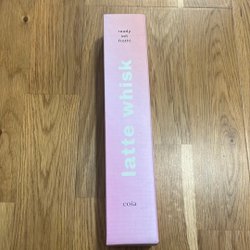 ready
set
froth!
latte whisk
cosa